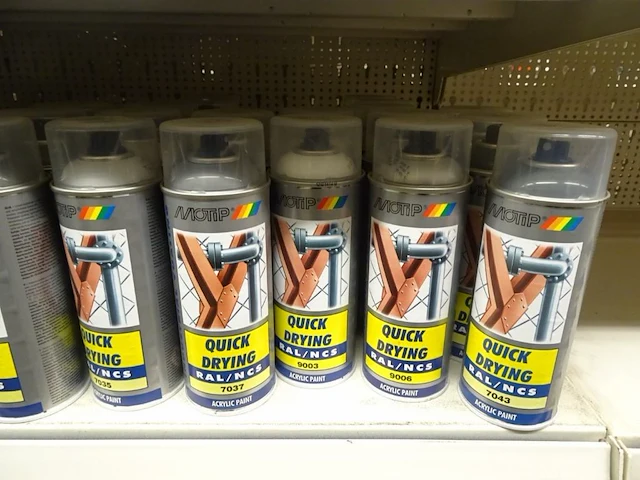 MOTIP
QUICK
DRYING
RAL/NCS
7035
ACRYLIC PAINT
MOTIP
QUICK
DRYING
RAL/NCS
7037
ACRYLIC PAINT
MOTIP
QUICK
DRYING
RAL/NCS
9003
ACRYLIC PAINT
MOTIP
QUICK
DRYING
RAL/NCS
9006
ACRYLIC PAINT
MOTIP
QUICK
DRYING
RAL/NCS
7043
ACRYLIC PAINT